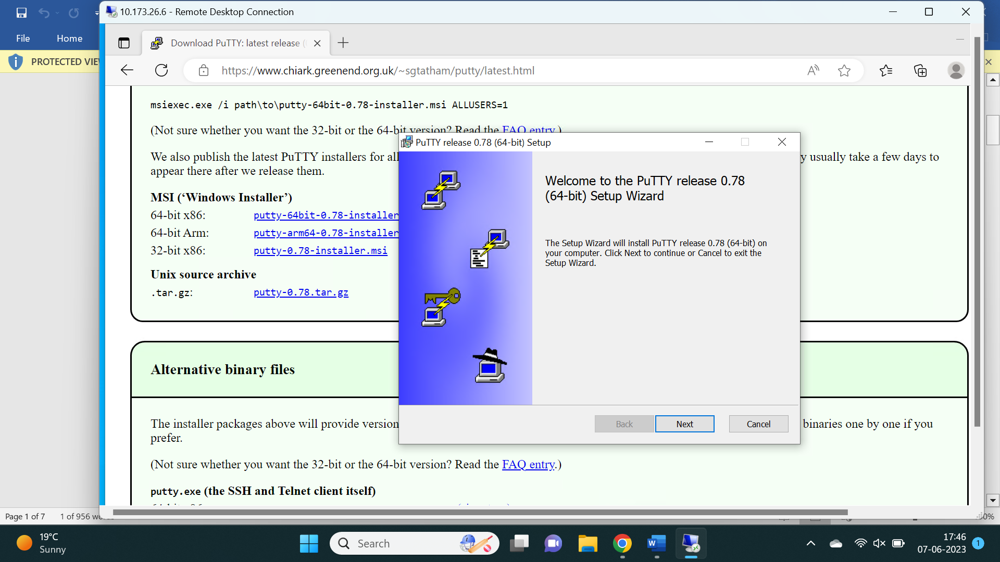 10.173.26.6 - Remote Desktop Connection
File Home
PROTECTED VIE
Download PuTTY: latest release (
https://www.chiark.greenend.org.uk/~sgtatham/putty/latest.html
msiexec.exe /i path\to\putty-64bit-0.78-installer.msi ALLUSERS=1
(Not sure whether you want the 32-bit or the 64-bit version? Read the FAQ entry.)
We also publish the latest PuTTY installers for all
y usually take a few days to
appear there after we release them.
MSI (‘Windows Installer’)
64-bit x86: putty-64bit-0.78-installer
64-bit Arm: putty-arm64-0.78-installer
32-bit x86: putty-0.78-installer.msi
Unix source archive
.tar.gz: putty-0.78.tar.gz
PuTTY release 0.78 (64-bit) Setup
Welcome to the PuTTY release 0.78
(64-bit) Setup Wizard
The Setup Wizard will install PuTTY release 0.78 (64-bit) on
your computer. Click Next to continue or Cancel to exit the
Setup Wizard.
Back Next Cancel
Alternative binary files
The installer packages above will provide version
binaries one by one if you
prefer.
(Not sure whether you want the 32-bit or the 64-bit version? Read the FAQ entry.)
putty.exe (the SSH and Telnet client itself)
Page 1 of 7 1 of 956
0%
19°C
Sunny
Search
17:46
07-06-2023
1